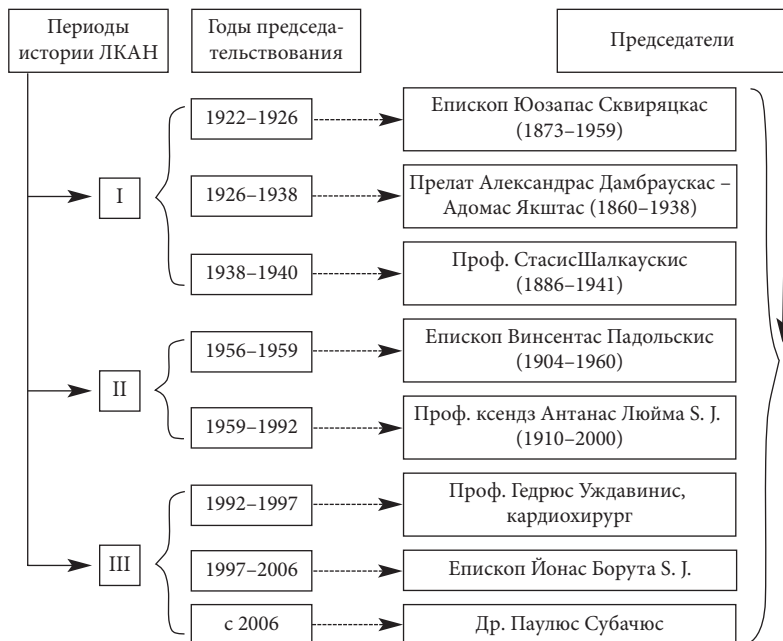 Периоды
истории ЛКАН
Годы председа-
тельствования
Председатели
I
1922–1926
Епископ Юозапас Сквиряцкас
(1873–1959)
1926–1938
Прелат Александрас Дамбраускас –
Адомас Якштас (1860–1938)
1938–1940
Проф. СтасисШалкаускис
(1886–1941)
II
1956–1959
Епископ Винсентас Падольскис
(1904–1960)
1959–1992
Проф. ксендз Антанас Люйма S. J.
(1910–2000)
III
1992–1997
Проф. Гедрюс Уждавинис,
кардиохирург
1997–2006
Епископ Йонас Борута S. J.
с 2006
Др. Паулюс Субачюс